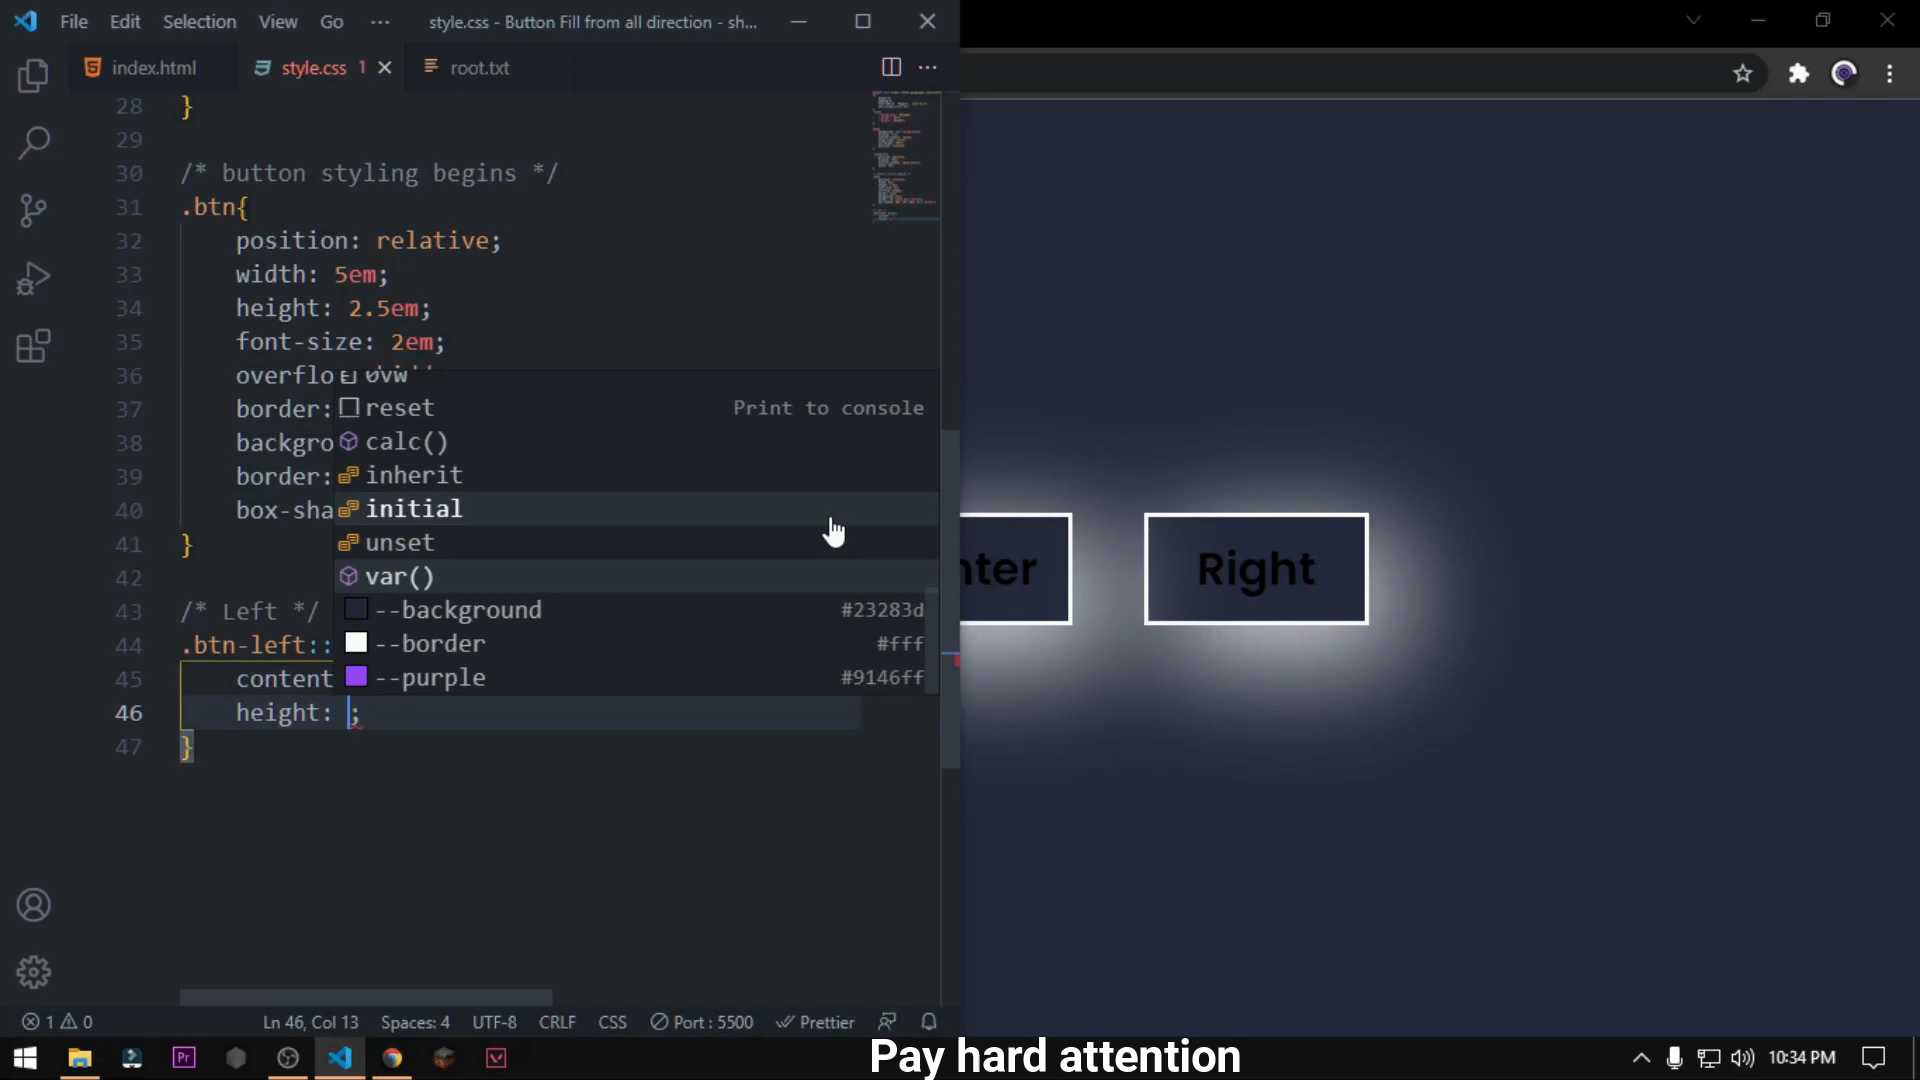 File Edit Selection View Go ··· style.css - Button Fill from all direction - sh...
index.html style.css 1 root.txt
28 }
29
30 /* button styling begins */
31 .btn{
32 position: relative;
33 width: 5em;
34 height: 2.5em;
35 font-size: 2em;
36 overflo
37 border:
38 backgro
39 border:
40 box-sha
41 }
42
43 /* Left */
44 .btn-left::
45 content
46 height: ;
47 }
reset Print to console
calc()
inherit
initial
unset
var()
--background #23283d
--border #fff
--purple #9146ff
nter
Right
1 0 Ln 46, Col 13 Spaces: 4 UTF-8 CRLF CSS Port : 5500 Prettier
Pr
Pay hard attention
10:34 PM